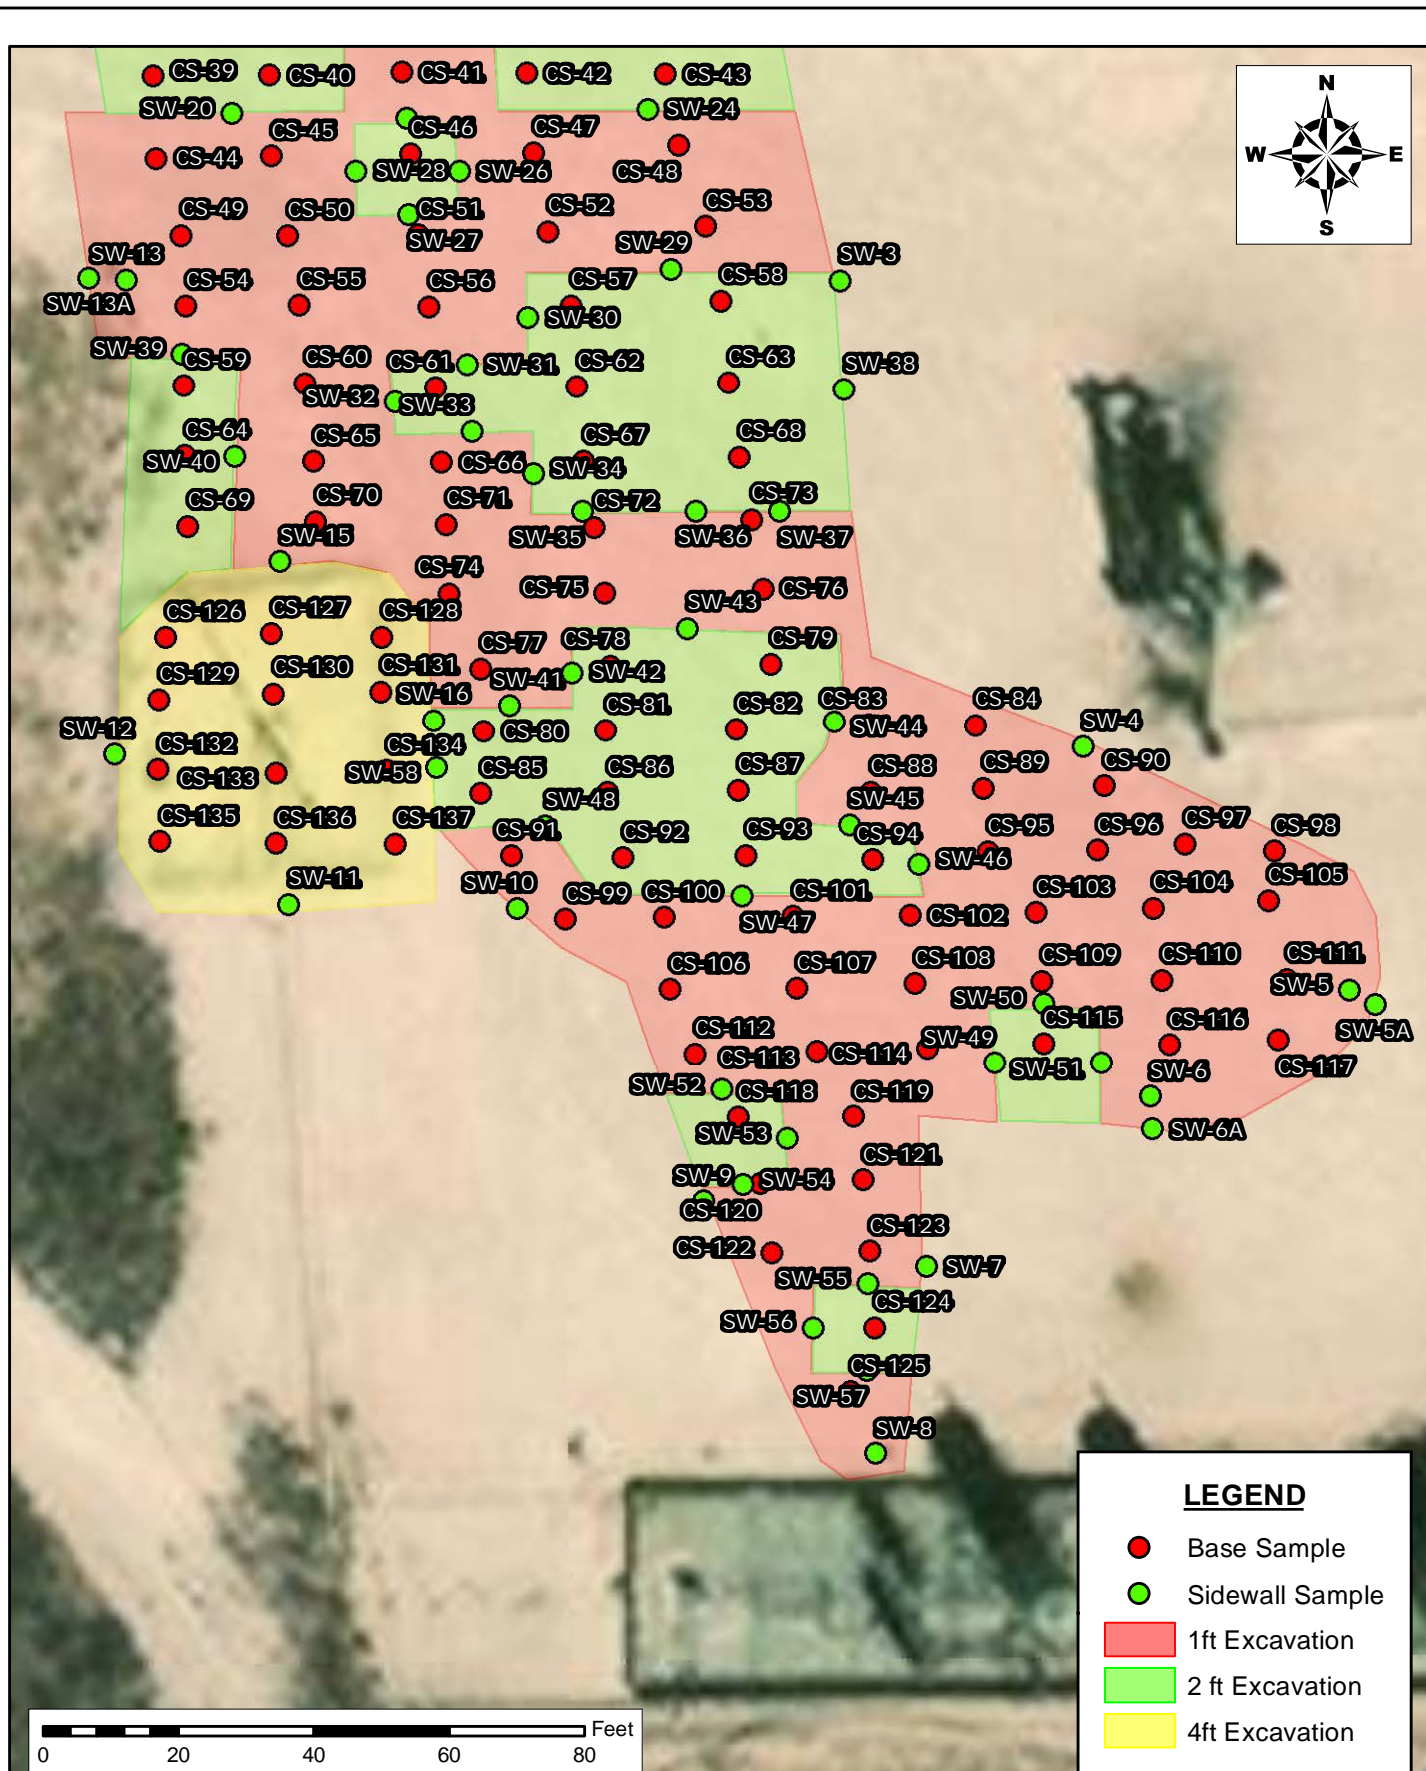 CS-39 CS-40 CS-41 CS-42 CS-43
SW-20 SW-24
CS-45 CS-46 CS-47
CS-44 SW-28 SW-26 CS-48
CS-49 CS-50 CS-51 CS-52 CS-53
SW-27 SW-29
SW-13 SW-3
SW-13A CS-54 CS-55 CS-56 CS-57 CS-58
SW-30
SW-39 CS-59 CS-60 CS-61 SW-31 CS-62 CS-63 SW-38
SW-32 SW-33
CS-64 CS-65 CS-67 CS-68
SW-40 CS-66 SW-34
CS-69 CS-70 CS-71 CS-72 CS-73
SW-15 SW-35 SW-36 SW-37
CS-74 CS-75 CS-76
SW-43
CS-126 CS-127 CS-128 CS-77 CS-78 CS-79
CS-129 CS-130 CS-131 SW-41 SW-42
SW-16 CS-83 CS-84
SW-12 CS-80 CS-81 CS-82 SW-44 SW-4
CS-132 CS-134 CS-90
CS-133 SW-58 CS-85 CS-86 CS-87 CS-88 CS-89
SW-48 SW-45
CS-135 CS-136 CS-137 CS-91 CS-92 CS-93 CS-94 CS-95 CS-96 CS-97 CS-98
SW-46
SW-11 SW-10 CS-99 CS-100 CS-101 CS-103 CS-104 CS-105
SW-47 CS-102
CS-106 CS-107 CS-108 CS-109 CS-110 CS-111
SW-50 SW-5
CS-112 CS-115 CS-116 SW-5A
CS-113 CS-114 SW-49 SW-51 SW-6 CS-117
SW-52 CS-118 CS-119
SW-53 SW-6A
CS-121
SW-9 SW-54
CS-120
CS-122 CS-123
SW-55 SW-7
SW-56 CS-124
CS-125
SW-57
SW-8
N
W E
S
LEGEND
Base Sample
Sidewall Sample
1ft Excavation
2 ft Excavation
4ft Excavation
Feet
0 20 40 60 80